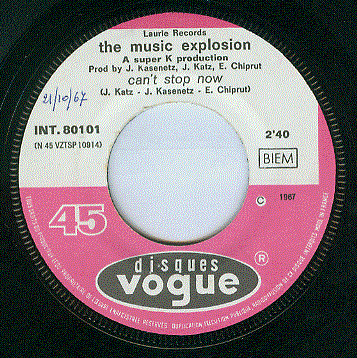 Laurie Records
the music explosion
A super K production
Prod by J. Kasenetz, J. Katz, E. Chiprut
can't stop now
(J. Katz - J. Kasenetz - E. Chiprut)
21/10/67
INT. 80101
2'40
(N 45 VZTSP 10914)
BIEM
© 1967
45
disques
vogue ®